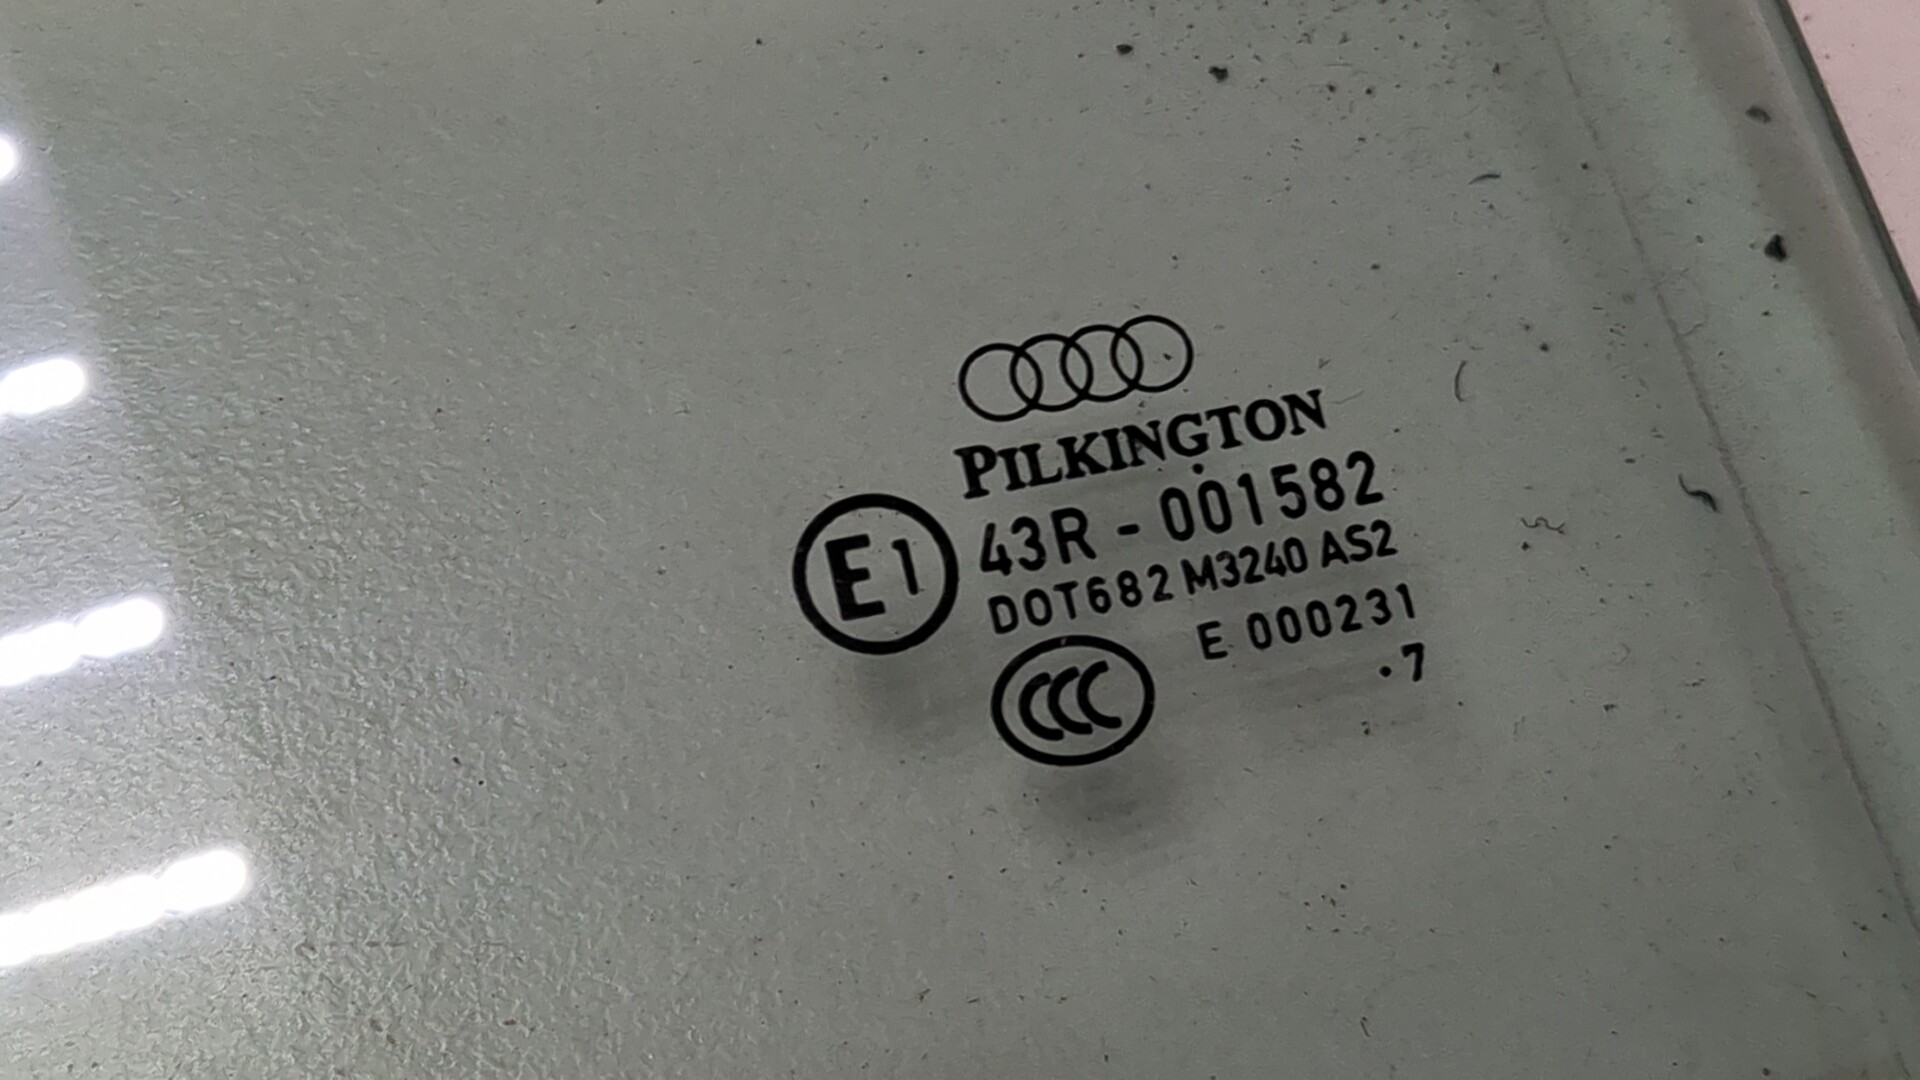 PILKINGTON
E1 43R - 001582
DOT682 M3240 AS2
CCC E 000231
.7